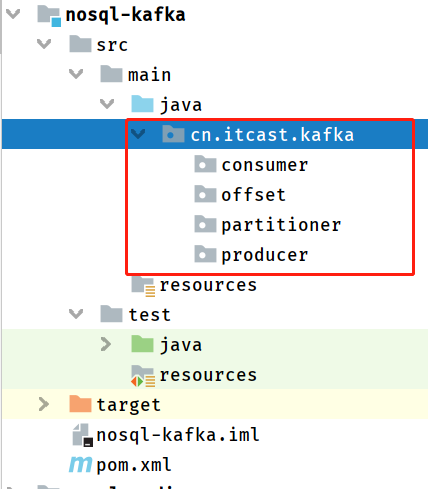 nosql-kafka
src
main
java
cn.itcast.kafka
consumer
offset
partitioner
producer
resources
test
java
resources
target
nosql-kafka.iml
pom.xml